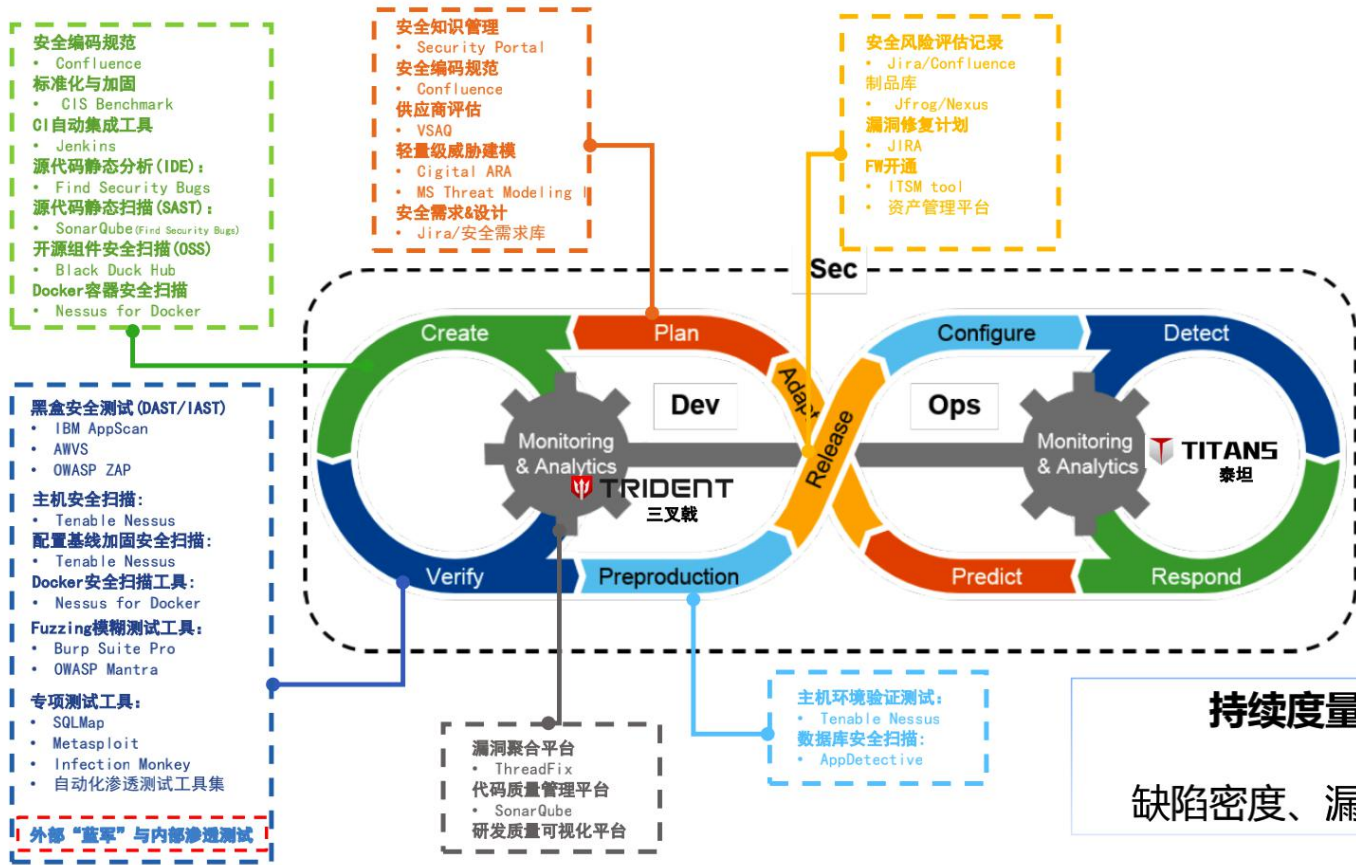 安全编码规范
• Confluence
标准化与加固
• CIS Benchmark
CI自动集成工具
• Jenkins
源代码静态分析(IDE):
• Find Security Bugs
源代码静态扫描(SAST):
• SonarQube(Find Security Bugs)
开源组件安全扫描(OSS)
• Black Duck Hub
Docker容器安全扫描
• Nessus for Docker
安全知识管理
• Security Portal
安全编码规范
• Confluence
供应商评估
• VSAQ
轻量级威胁建模
• Cigital ARA
• MS Threat Modeling
安全需求&设计
• Jira/安全需求库
安全风险评估记录
• Jira/Confluence
制品库
• Jfrog/Nexus
漏洞修复计划
• JIRA
FW开通
• ITSM tool
• 资产管理平台
Sec
Create
Plan
Configure
Detect
Adapt
Release
Dev
Ops
Monitoring
& Analytics
TRIDENT
三叉戟
Monitoring
& Analytics
TITANS
泰坦
Verify
Preproduction
Predict
Respond
黑盒安全测试(DAST/IAST)
• IBM AppScan
• AWVS
• OWASP ZAP
主机安全扫描:
• Tenable Nessus
配置基线加固安全扫描:
• Tenable Nessus
Docker安全扫描工具:
• Nessus for Docker
Fuzzing模糊测试工具:
• Burp Suite Pro
• OWASP Mantra
专项测试工具:
• SQLMap
• Metasploit
• Infection Monkey
• 自动化渗透测试工具集
外部“蓝军”与内部渗透测试
漏洞聚合平台
• ThreadFix
代码质量管理平台
• SonarQube
研发质量可视化平台
主机环境验证测试:
• Tenable Nessus
数据库安全扫描:
• AppDetective
持续度量
缺陷密度、漏